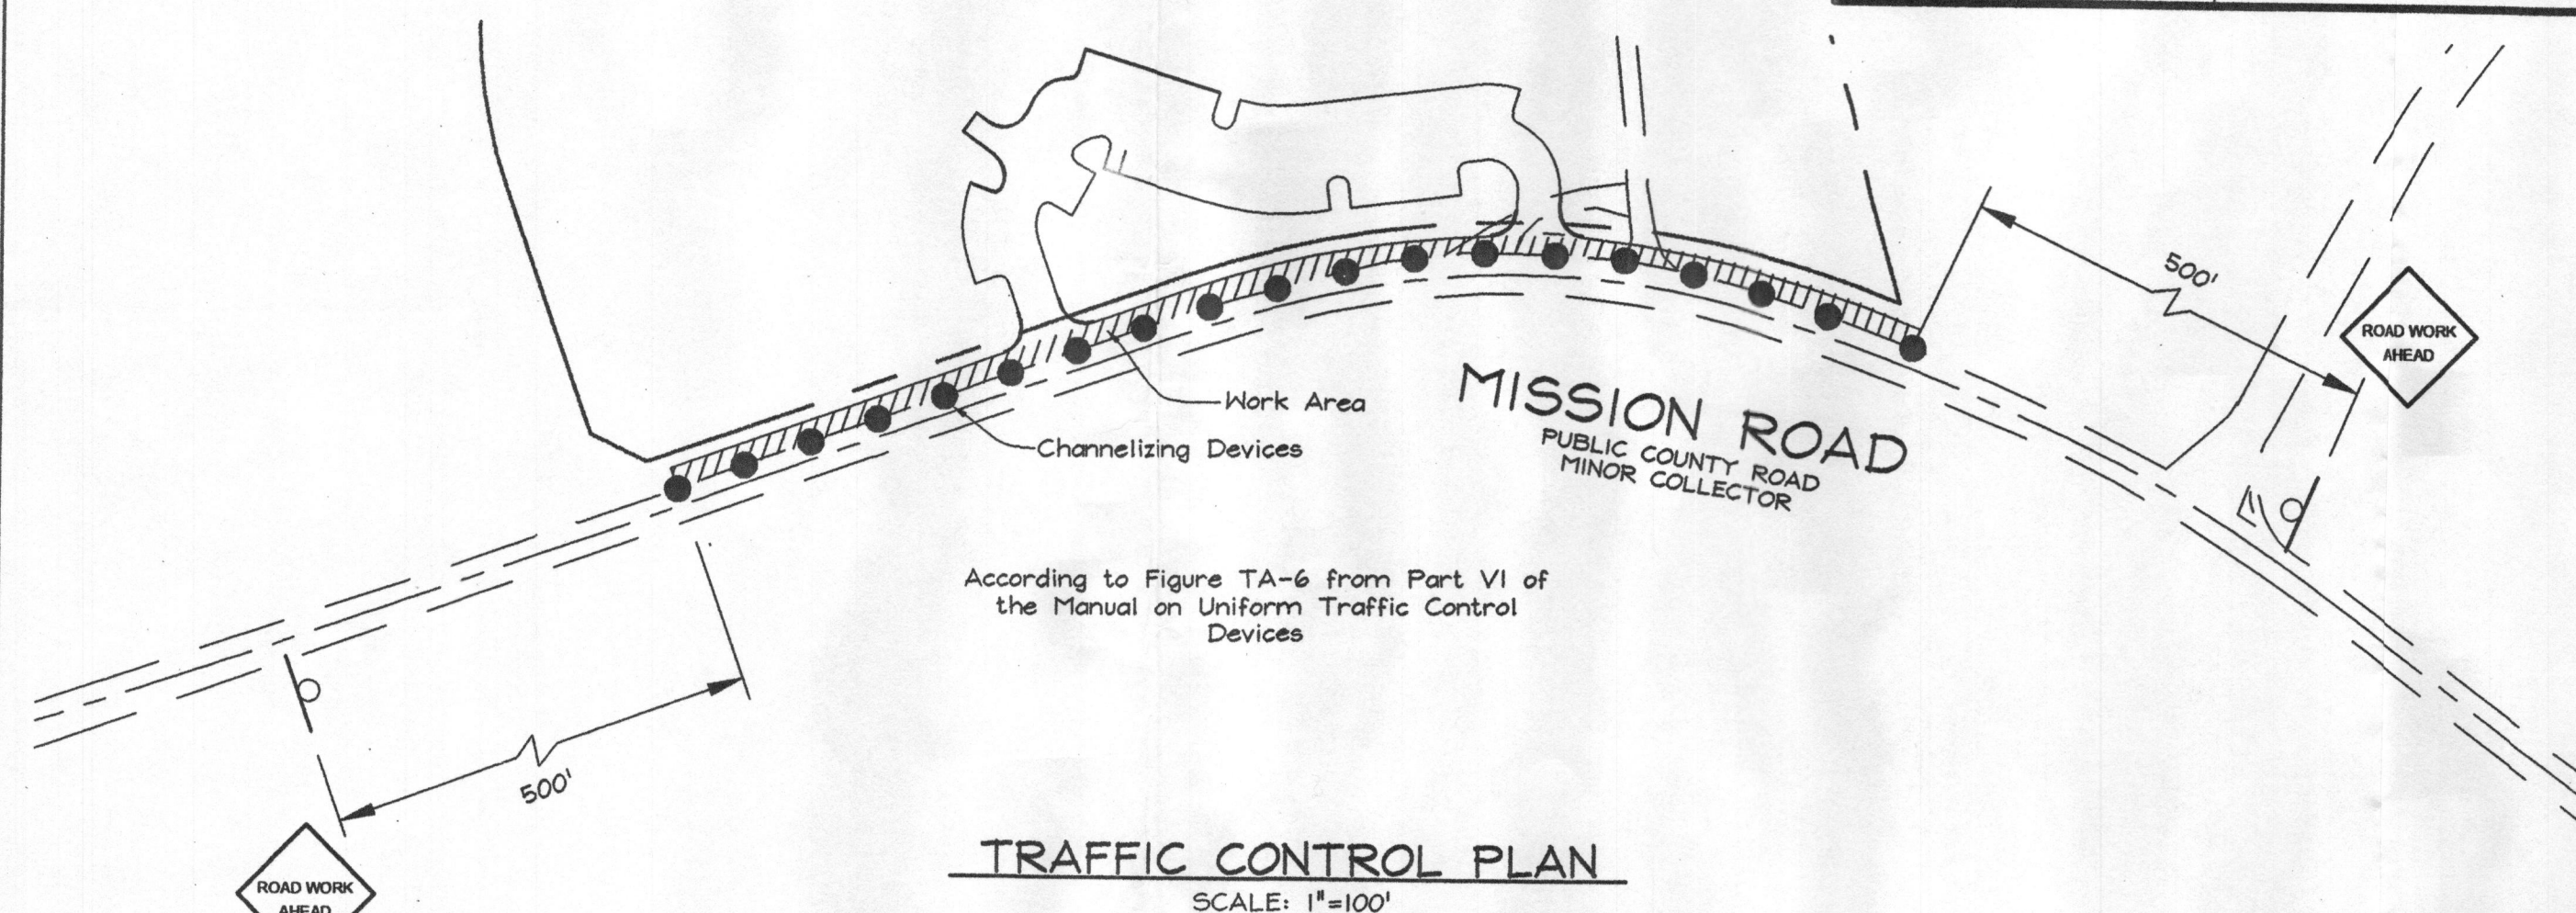 500'
ROAD WORK
AHEAD
Work Area
Channelizing Devices
MISSION ROAD
PUBLIC COUNTY ROAD
MINOR COLLECTOR
According to Figure TA-6 from Part VI of
the Manual on Uniform Traffic Control
Devices
500'
ROAD WORK
AHEAD
TRAFFIC CONTROL PLAN
SCALE: 1"=100'